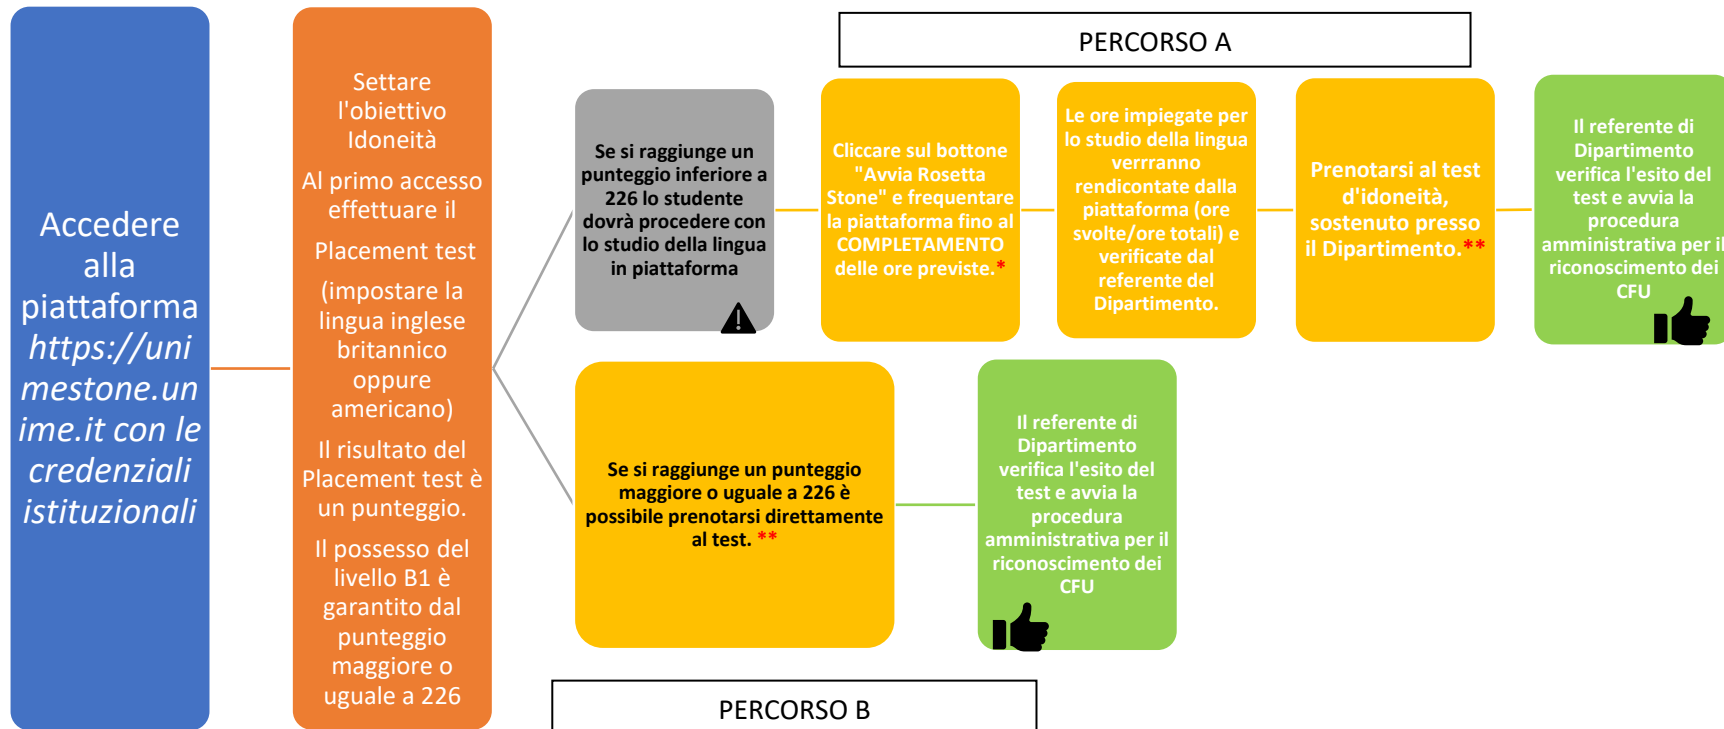 Accedere
alla
piattaforma
https://uni
mestone.un
ime.it con le
credenziali
istituzionali
Settare
l'obiettivo
Idoneità
Al primo accesso
effettuare il
Placement test
(impostare la
lingua inglese
britannico
oppure
americano)
Il risultato del
Placement test è
un punteggio.
Il possesso del
livello B1 è
garantito dal
punteggio
maggiore o
uguale a 226
PERCORSO A
Se si raggiunge un
punteggio inferiore a
226 lo studente
dovrà procedere con
lo studio della lingua
in piattaforma
Cliccare sul bottone
"Avvia Rosetta
Stone" e frequentare
la piattaforma fino al
COMPLETAMENTO
delle ore previste.*
Le ore impiegate per
lo studio della lingua
verrranno
rendicontate dalla
piattaforma (ore
svolte/ore totali) e
verificate dal
referente del
Dipartimento.
Prenotarsi al test
d'idoneità,
sostenuto presso
il Dipartimento.**
Il referente di
Dipartimento
verifica l'esito del
test e avvia la
procedura
amministrativa per il
riconoscimento dei
CFU
Se si raggiunge un punteggio
maggiore o uguale a 226 è
possibile prenotarsi direttamente
al test. **
Il referente di
Dipartimento
verifica l'esito del
test e avvia la
procedura
amministrativa per il
riconoscimento dei
CFU
PERCORSO B